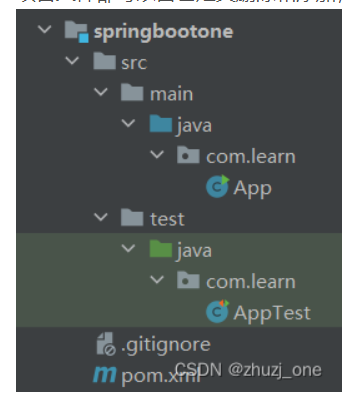 springbootone
src
main
java
com.learn
App
test
java
com.learn
AppTest
.gitignore
pom.xml
CSDN @zhuzj_one